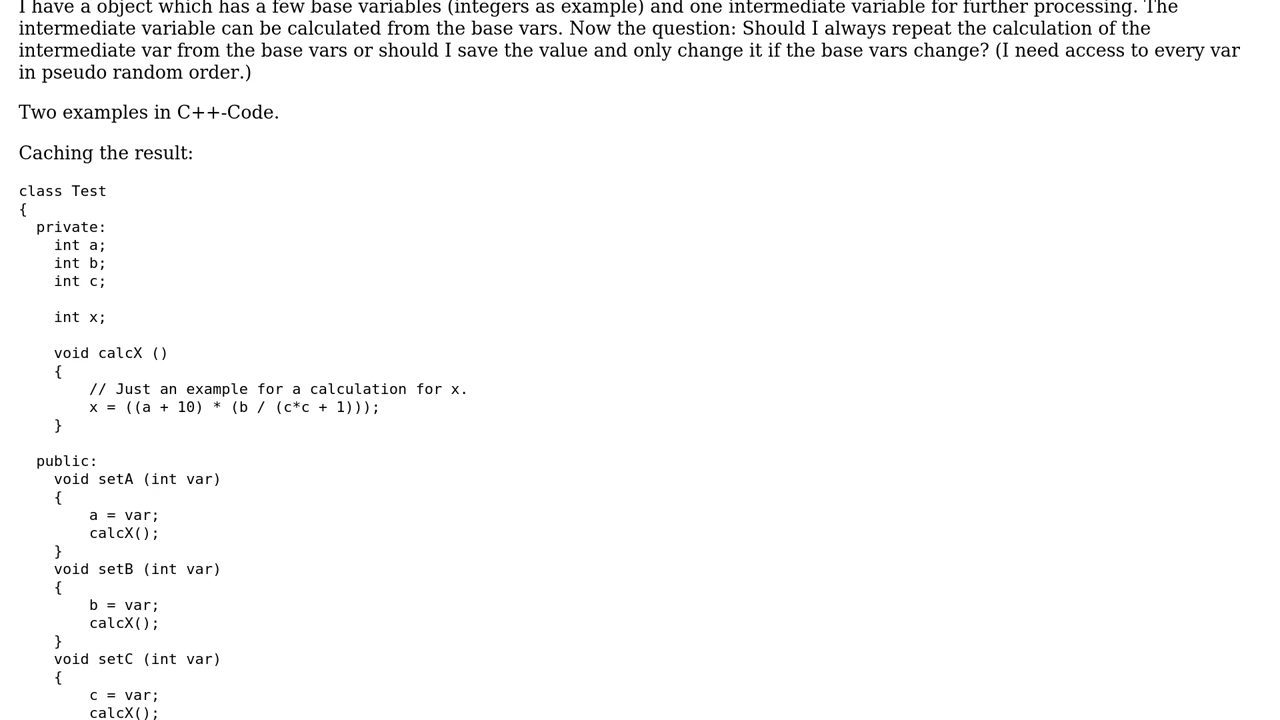 I have a object which has a few base variables (integers as example) and one intermediate variable for further processing. The
intermediate variable can be calculated from the base vars. Now the question: Should I always repeat the calculation of the
intermediate var from the base vars or should I save the value and only change it if the base vars change? (I need access to every var
in pseudo random order.)
Two examples in C++-Code.
Caching the result:
class Test
{
  private:
    int a;
    int b;
    int c;

    int x;

    void calcX ()
    {
        // Just an example for a calculation for x.
        x = ((a + 10) * (b / (c*c + 1)));
    }

  public:
    void setA (int var)
    {
        a = var;
        calcX();
    }
    void setB (int var)
    {
        b = var;
        calcX();
    }
    void setC (int var)
    {
        c = var;
        calcX();